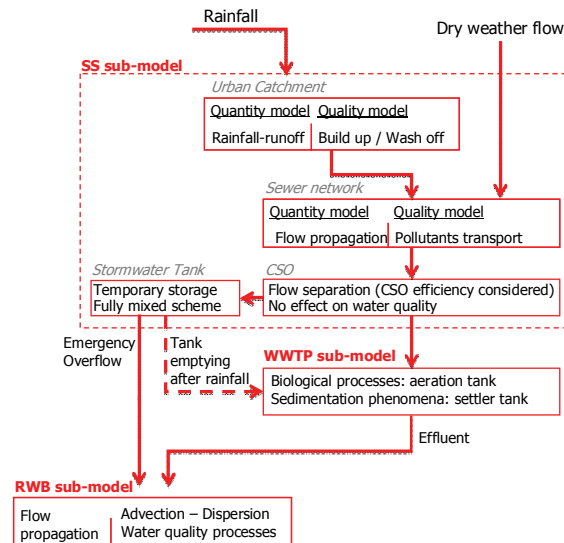 Rainfall
Dry weather flow
SS sub-model
Urban Catchment
Quantity model Quality model
Rainfall-runoff Build up / Wash off
Sewer network
Quantity model Quality model
Flow propagation Pollutants transport
Stormwater Tank CSO
Temporary storage
Fully mixed scheme
Flow separation (CSO efficiency considered)
No effect on water quality
Emergency
Overflow
Tank
emptying
after rainfall
WWTP sub-model
Biological processes: aeration tank
Sedimentation phenomena: settler tank
Effluent
RWB sub-model
Flow
propagation
Advection – Dispersion
Water quality processes